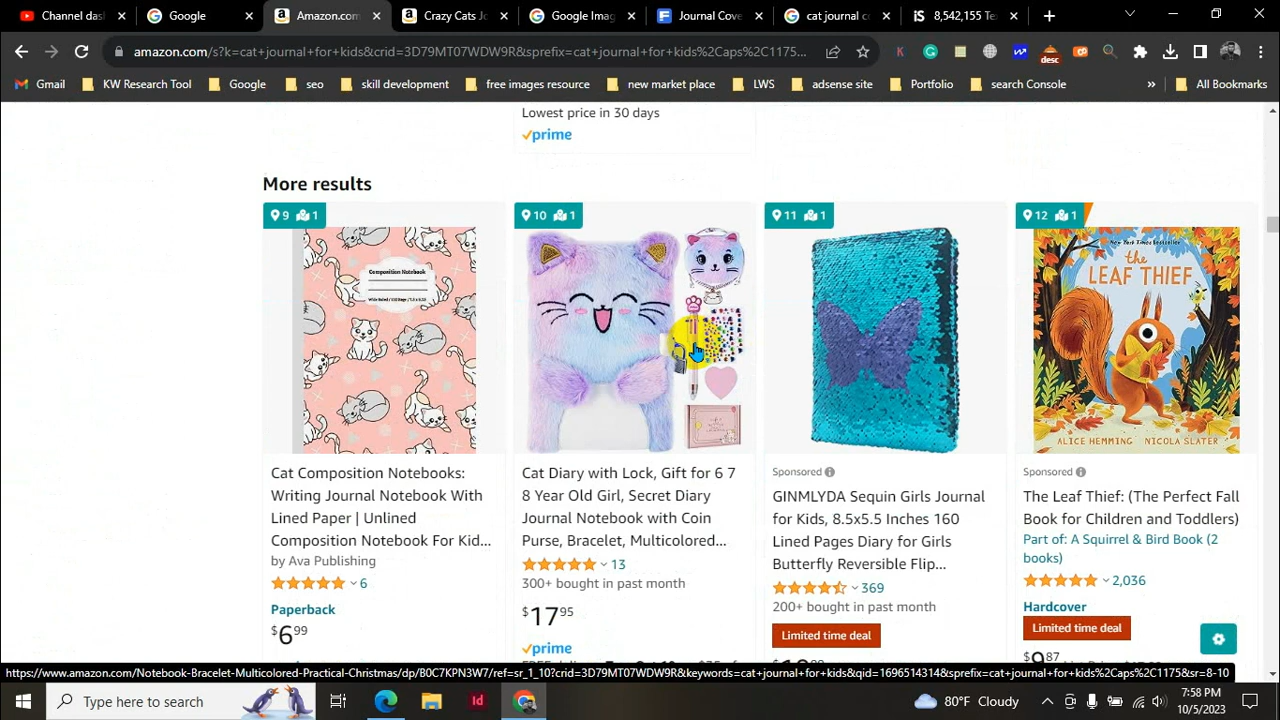 Channel dash
Google
Amazon.com
Crazy Cats Jo
Google Imag
Journal Cove
cat journal co
8,542,155 Te
amazon.com/s?k=cat+journal+for+kids&crid=3D79MT07WDW9R&sprefix=cat+journal+for+kids%2Caps%2C1175...
Gmail
KW Research Tool
Google
seo
skill development
free images resource
new market place
LWS
adsense site
Portfolio
search Console
»
All Bookmarks
desc
Lowest price in 30 days
prime
More results
9 1
10 1
11 1
12 1
Composition Notebook
New York Times Bestseller
the
LEAF THIEF
ALICE HEMMING NICOLA SLATER
Cat Composition Notebooks:
Writing Journal Notebook With
Lined Paper | Unlined
Composition Notebook For Kid...
by Ava Publishing
6
Paperback
$6.99
Cat Diary with Lock, Gift for 6 7
8 Year Old Girl, Secret Diary
Journal Notebook with Coin
Purse, Bracelet, Multicolored...
13
300+ bought in past month
$17.95
prime
Sponsored
GINMLYDA Sequin Girls Journal
for Kids, 8.5x5.5 Inches 160
Lined Pages Diary for Girls
Butterfly Reversible Flip...
369
200+ bought in past month
Limited time deal
Sponsored
The Leaf Thief: (The Perfect Fall
Book for Children and Toddlers)
Part of: A Squirrel & Bird Book (2
books)
2,036
Hardcover
Limited time deal
$9.87
https://www.amazon.com/Notebook-Bracelet-Multicolored-Practical-Christmas/dp/B0C7KPN3W7/ref=sr_1_10?crid=3D79MT07WDW9R&keywords=cat+journal+for+kids&qid=1696514314&sprefix=cat+journal+for+kids%2Caps%2C1175&sr=8-10
Type here to search
80°F Cloudy
7:58 PM
10/5/2023